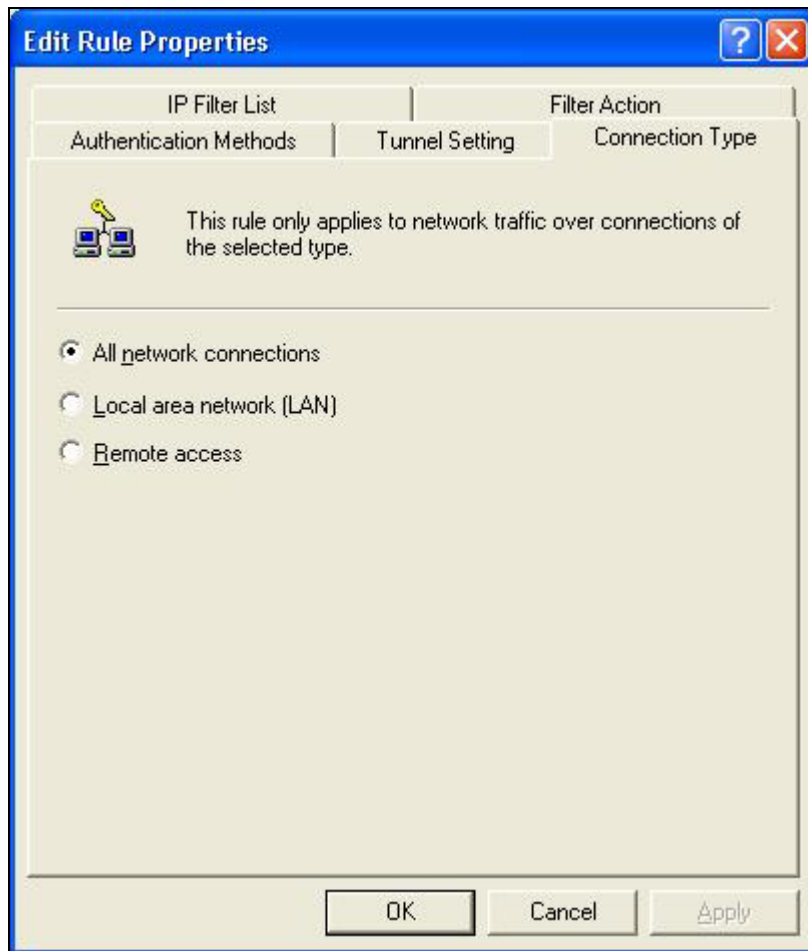 Edit Rule Properties
?
IP Filter List Filter Action
Authentication Methods Tunnel Setting Connection Type
This rule only applies to network traffic over connections of
the selected type.
All network connections
Local area network (LAN)
Remote access
OK Cancel Apply